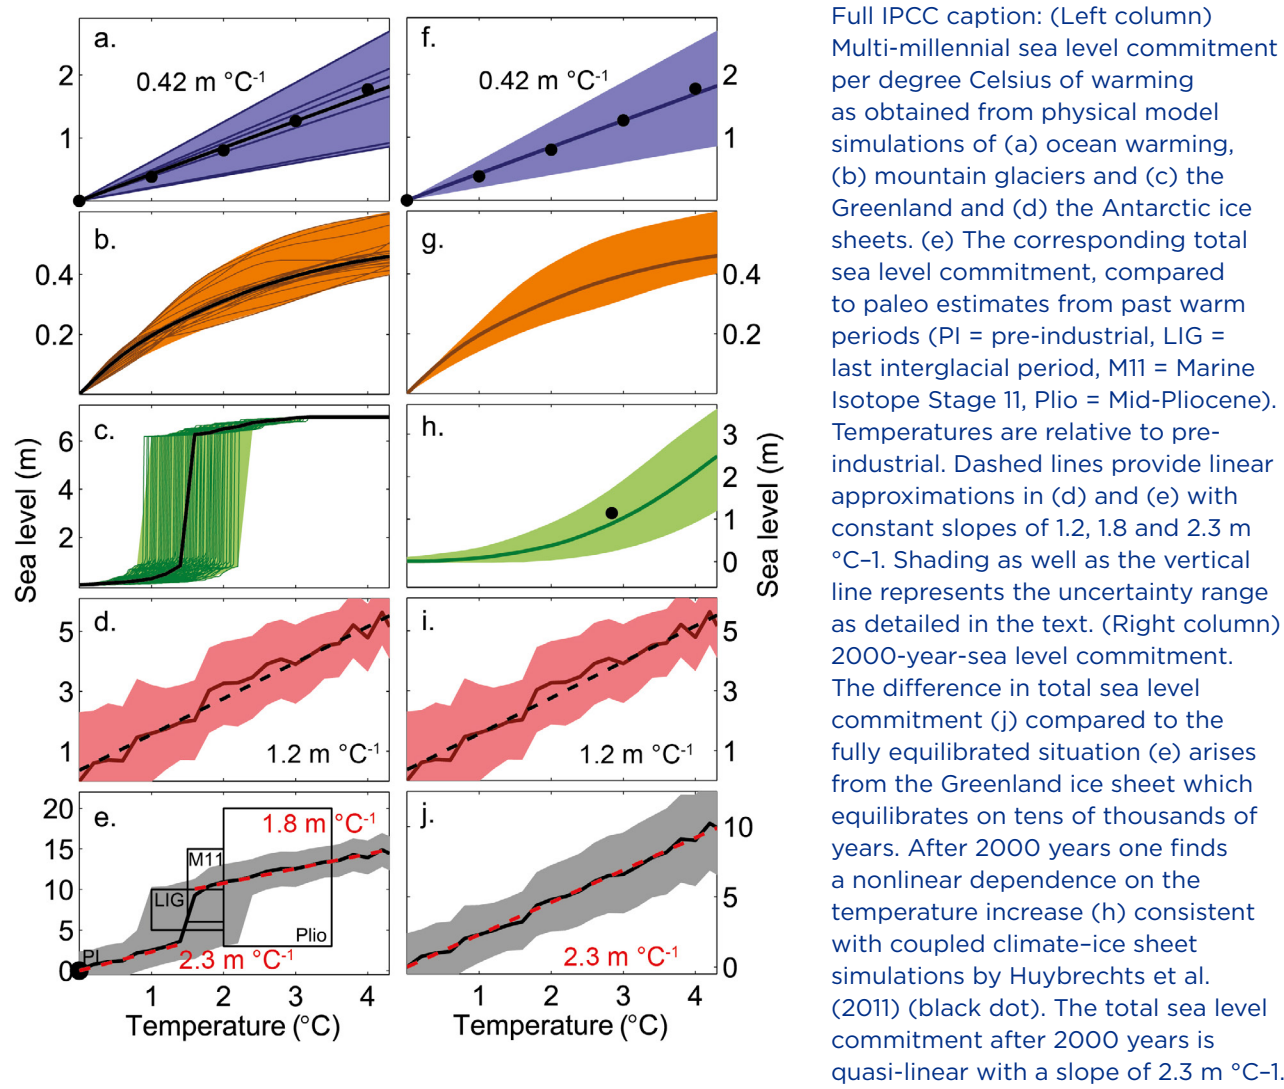 a.
0.42 m °C-1
2
1
f.
0.42 m °C-1
2
1
b.
0.4
0.2
g.
0.4
0.2
c.
6
4
2
h.
3
2
1
0
Sea level (m)
Sea level (m)
d.
5
3
1
1.2 m °C-1
i.
5
3
1
1.2 m °C-1
e.
20
15
10
5
0
1.8 m °C-1
M11
LIG
Plio
PI
2.3 m °C-1
j.
10
5
0
2.3 m °C-1
1 2 3 4
Temperature (°C)
1 2 3 4
Temperature (°C)
Full IPCC caption: (Left column)
Multi-millennial sea level commitment
per degree Celsius of warming
as obtained from physical model
simulations of (a) ocean warming,
(b) mountain glaciers and (c) the
Greenland and (d) the Antarctic ice
sheets. (e) The corresponding total
sea level commitment, compared
to paleo estimates from past warm
periods (PI = pre-industrial, LIG =
last interglacial period, M11 = Marine
Isotope Stage 11, Plio = Mid-Pliocene).
Temperatures are relative to pre-
industrial. Dashed lines provide linear
approximations in (d) and (e) with
constant slopes of 1.2, 1.8 and 2.3 m
°C–1. Shading as well as the vertical
line represents the uncertainty range
as detailed in the text. (Right column)
2000-year-sea level commitment.
The difference in total sea level
commitment (j) compared to the
fully equilibrated situation (e) arises
from the Greenland ice sheet which
equilibrates on tens of thousands of
years. After 2000 years one finds
a nonlinear dependence on the
temperature increase (h) consistent
with coupled climate–ice sheet
simulations by Huybrechts et al.
(2011) (black dot). The total sea level
commitment after 2000 years is
quasi-linear with a slope of 2.3 m °C–1.